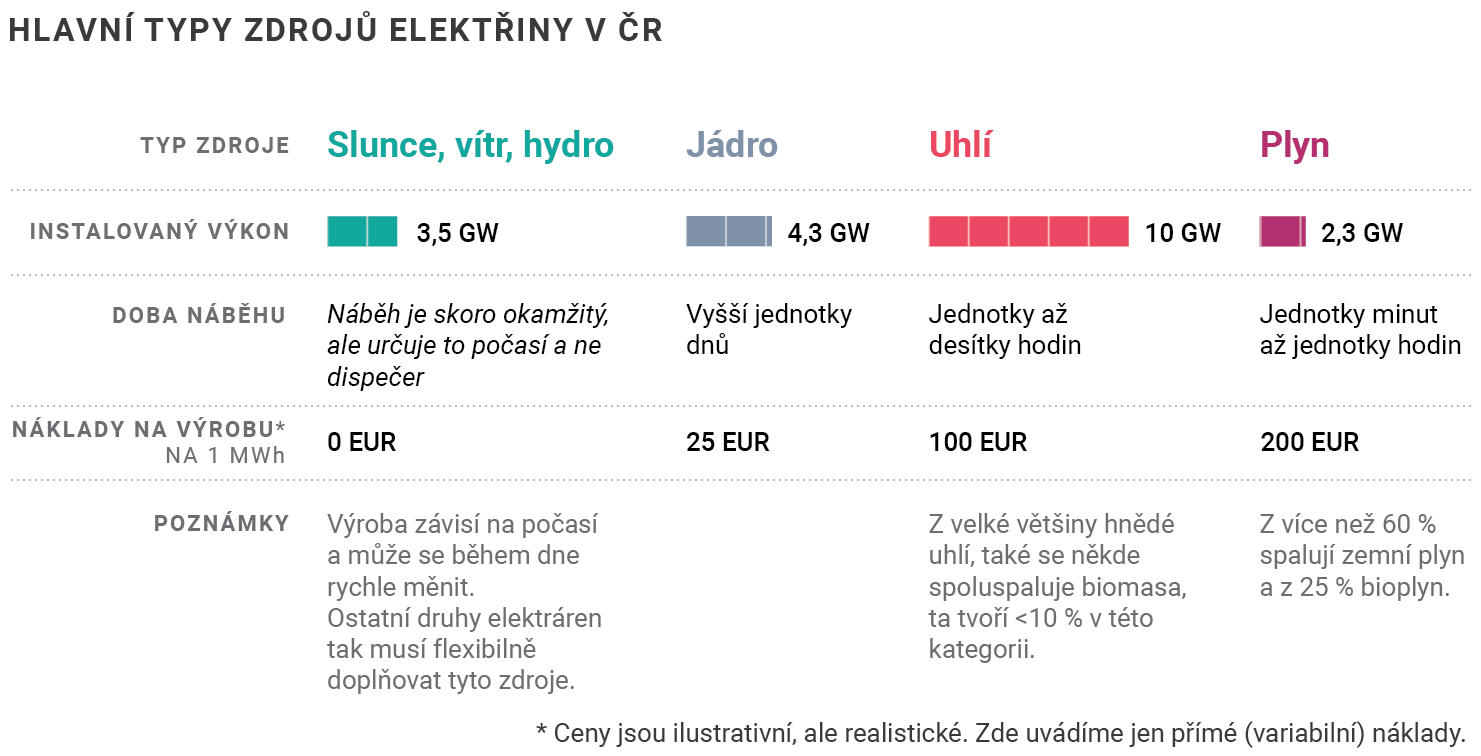 HLAVNÍ TYPY ZDROJŮ ELEKTŘINY V ČR
TYP ZDROJE
Slunce, vítr, hydro
Jádro
Uhlí
Plyn
INSTALOVANÝ VÝKON
3,5 GW
4,3 GW
10 GW
2,3 GW
DOBA NÁBĚHU
Náběh je skoro okamžitý,
ale určuje to počasí a ne
dispečer
Vyšší jednotky
dnů
Jednotky až
desítky hodin
Jednotky minut
až jednotky hodin
NÁKLADY NA VÝROBU*
NA 1 MWh
0 EUR
25 EUR
100 EUR
200 EUR
POZNÁMKY
Výroba závisí na počasí
a může se během dne
rychle měnit.
Ostatní druhy elektráren
tak musí flexibilně
doplňovat tyto zdroje.
Z velké většiny hnědé
uhlí, také se někde
spoluspaluje biomasa,
ta tvoří <10 % v této
kategorii.
Z více než 60 %
spalují zemní plyn
a z 25 % bioplyn.
* Ceny jsou ilustrativní, ale realistické. Zde uvádíme jen přímé (variabilní) náklady.